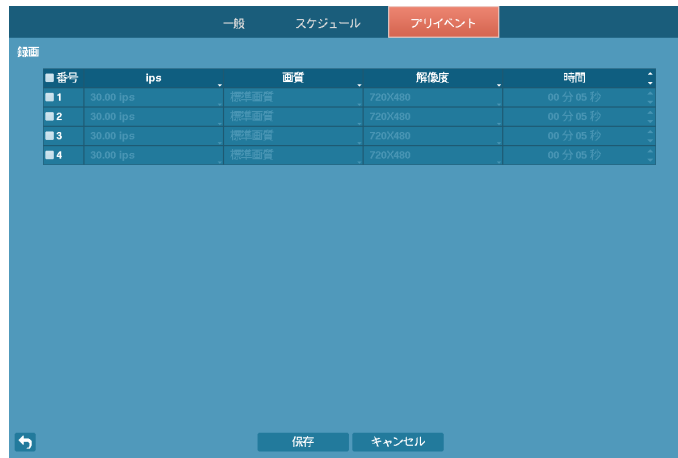 一般 スケジュール プリイベント
録画
番号 ips 画質 解像度 時間
1 30.00 ips 標準画質 720X480 00 分 05 秒
2 30.00 ips 標準画質 720X480 00 分 05 秒
3 30.00 ips 標準画質 720X480 00 分 05 秒
4 30.00 ips 標準画質 720X480 00 分 05 秒
保存 キャンセル